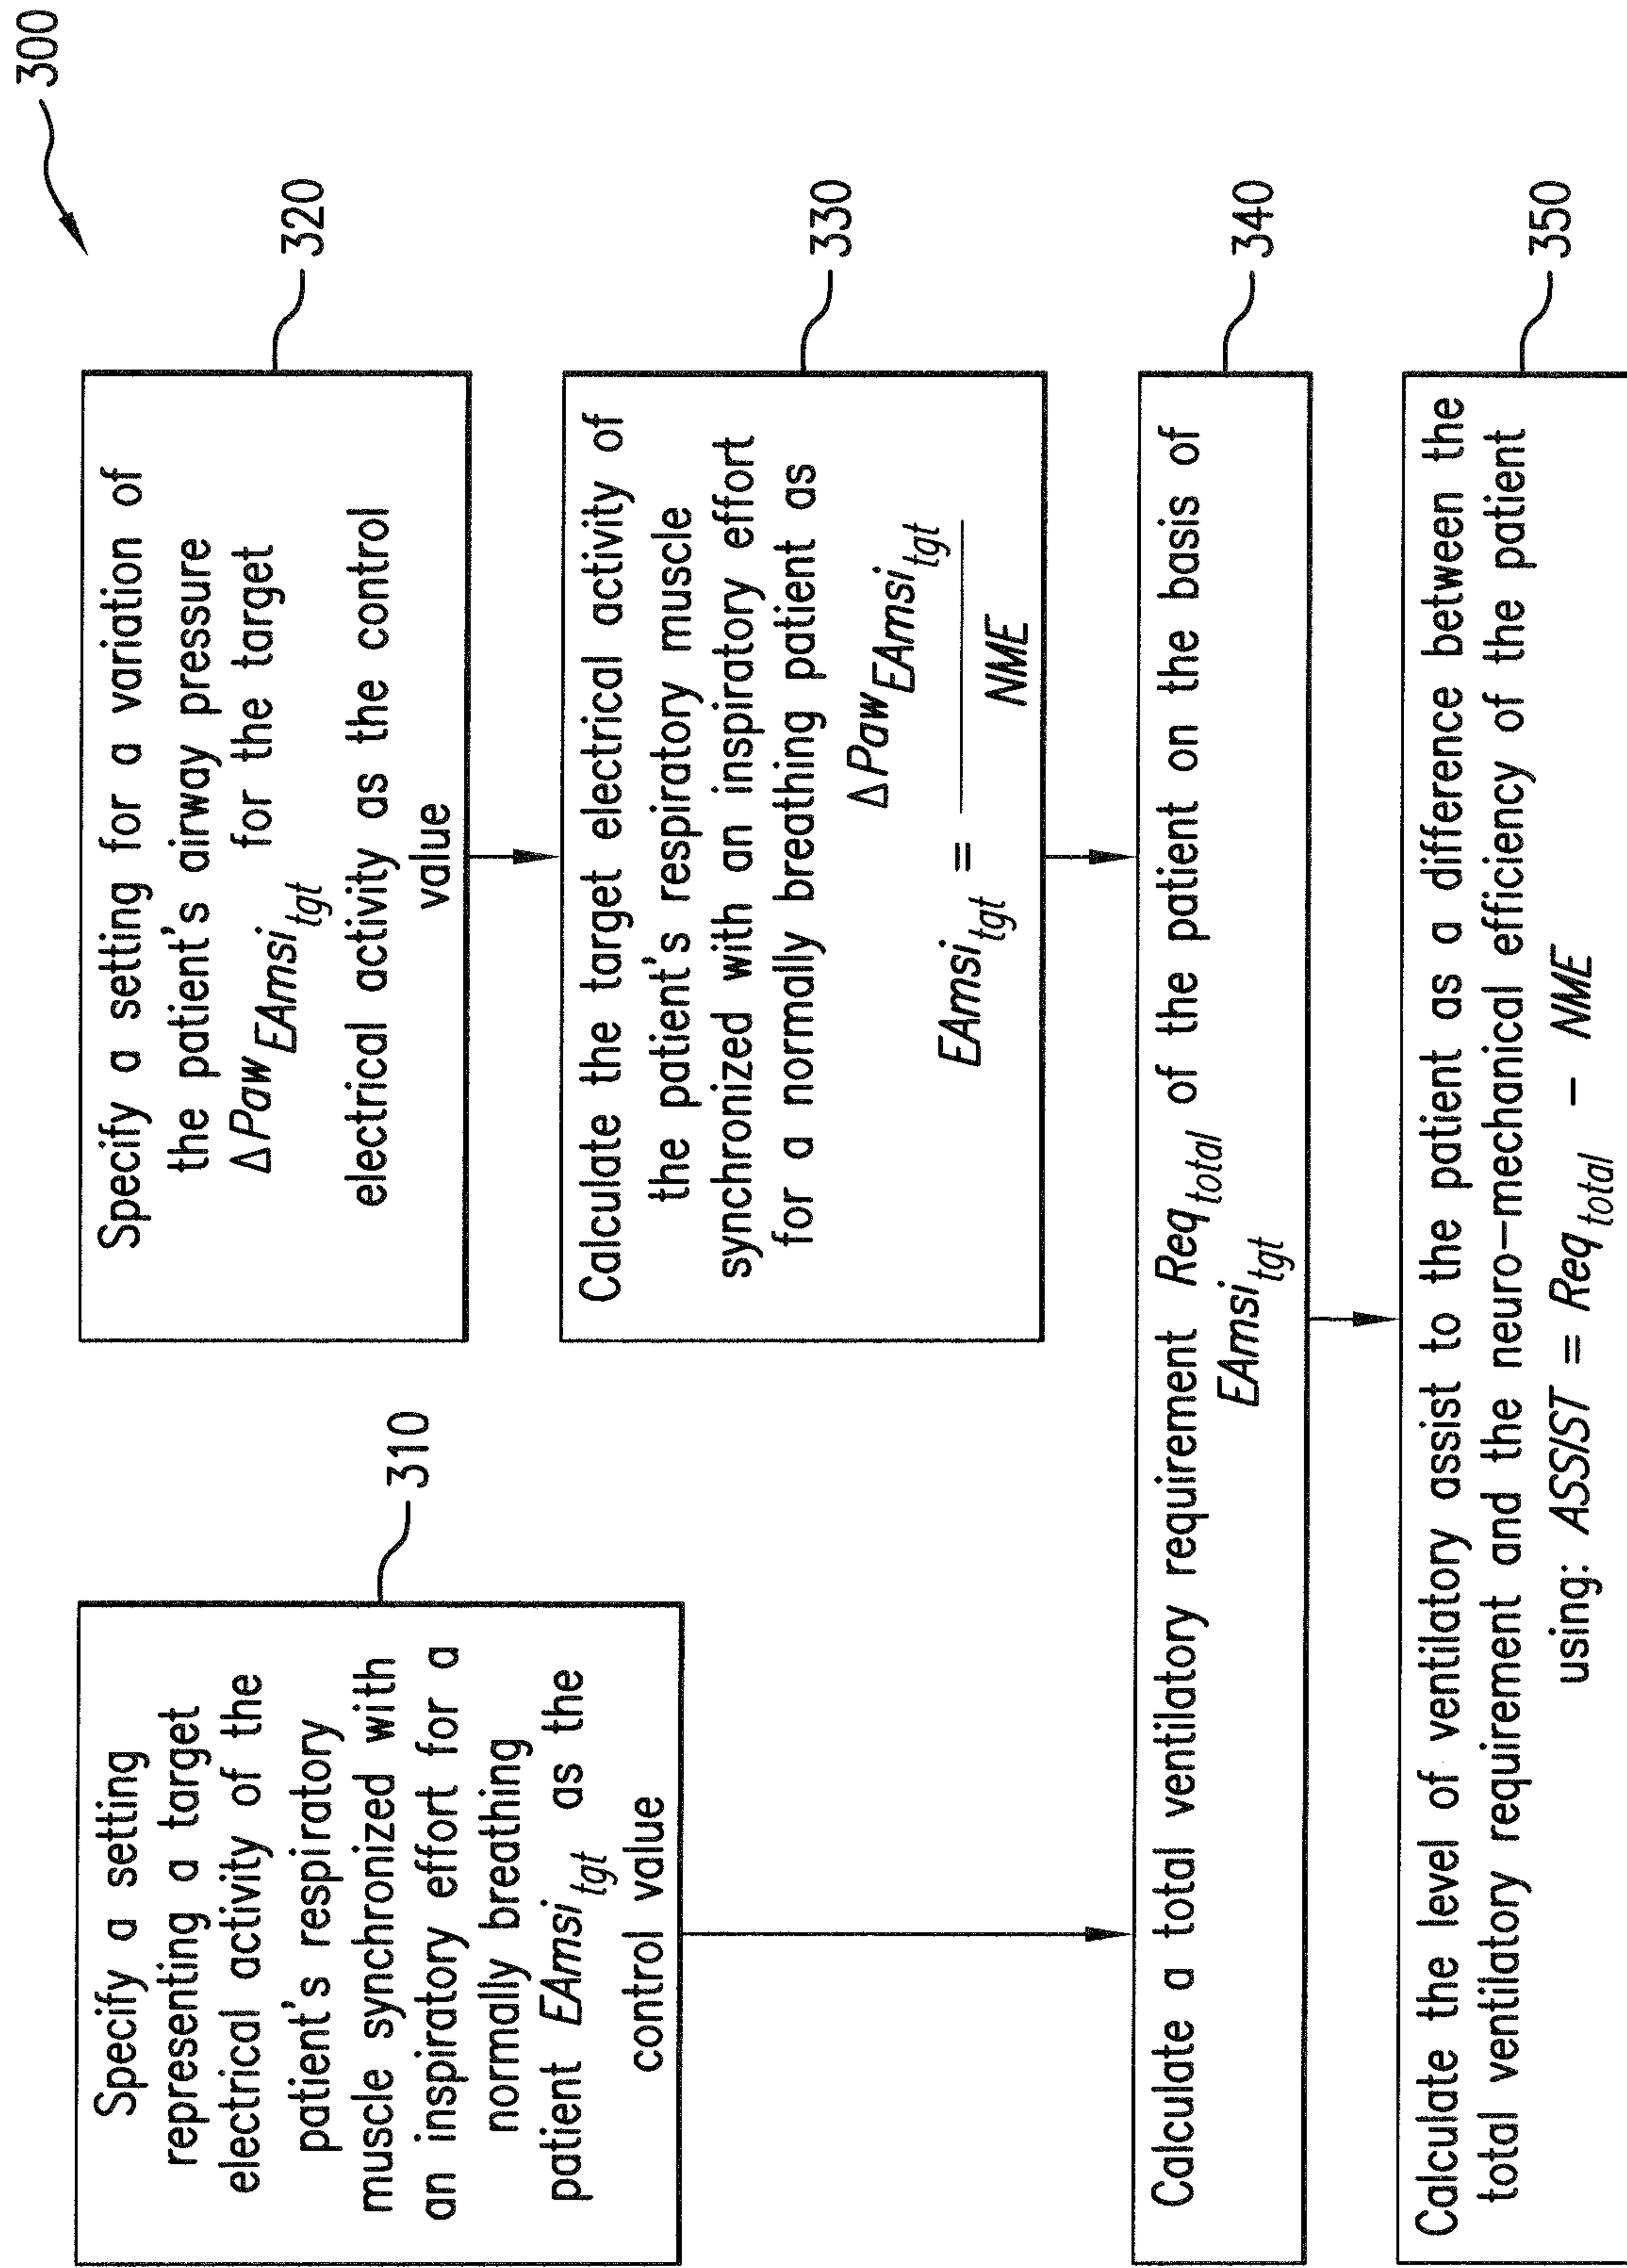 300
Specify a setting
representing a target
electrical activity of the
patient's respiratory
muscle synchronized with
an inspiratory effort for a
normally breathing
patient EAmsi_tgt as the
control value
310
Specify a setting for a variation of
the patient's airway pressure
ΔPaw_EAmsi_tgt for the target
electrical activity as the control
value
320
Calculate the target electrical activity of
the patient's respiratory muscle
synchronized with an inspiratory effort
for a normally breathing patient as
EAmsi_tgt = ΔPaw_EAmsi_tgt / NME
330
Calculate a total ventilatory requirement Req_total of the patient on the basis of
EAmsi_tgt
340
Calculate the level of ventilatory assist to the patient as a difference between the
total ventilatory requirement and the neuro-mechanical efficiency of the patient
using: ASSIST = Req_total - NME
350